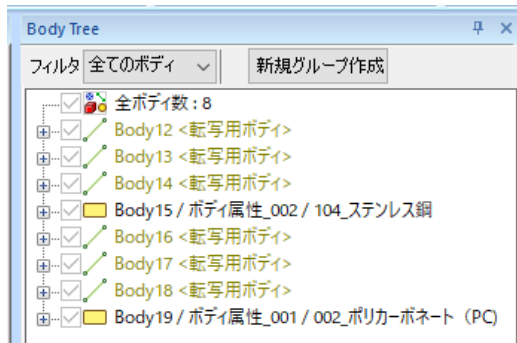 Body Tree
フィルタ 全てのボディ 新規グループ作成
全ボディ数 : 8
Body12 <転写用ボディ>
Body13 <転写用ボディ>
Body14 <転写用ボディ>
Body15 / ボディ属性_002 / 104_ステンレス鋼
Body16 <転写用ボディ>
Body17 <転写用ボディ>
Body18 <転写用ボディ>
Body19 / ボディ属性_001 / 002_ポリカーボネート（PC)